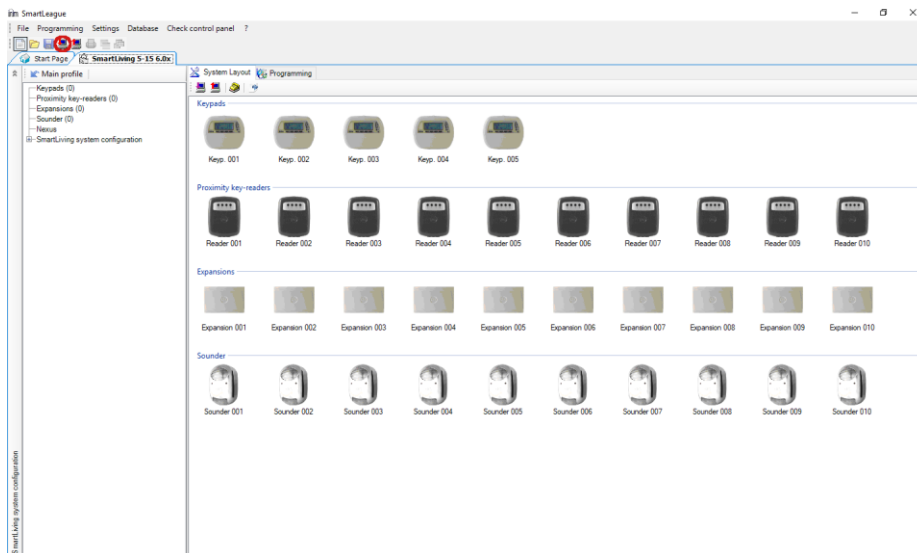 inim SmartLeague
File Programming Settings Database Check control panel ?
Start Page SmartLiving 5-15 6.0x
Main profile
Keypads (0)
Proximity key-readers (0)
Expansions (0)
Sounder (0)
Nexus
SmartLiving system configuration
System Layout Programming
Keypads
Keyp. 001 Keyp. 002 Keyp. 003 Keyp. 004 Keyp. 005
Proximity key-readers
Reader 001 Reader 002 Reader 003 Reader 004 Reader 005 Reader 006 Reader 007 Reader 008 Reader 009 Reader 010
Expansions
Expansion 001 Expansion 002 Expansion 003 Expansion 004 Expansion 005 Expansion 006 Expansion 007 Expansion 008 Expansion 009 Expansion 010
Sounder
Sounder 001 Sounder 002 Sounder 003 Sounder 004 Sounder 005 Sounder 006 Sounder 007 Sounder 008 Sounder 009 Sounder 010
SmartLiving system configuration